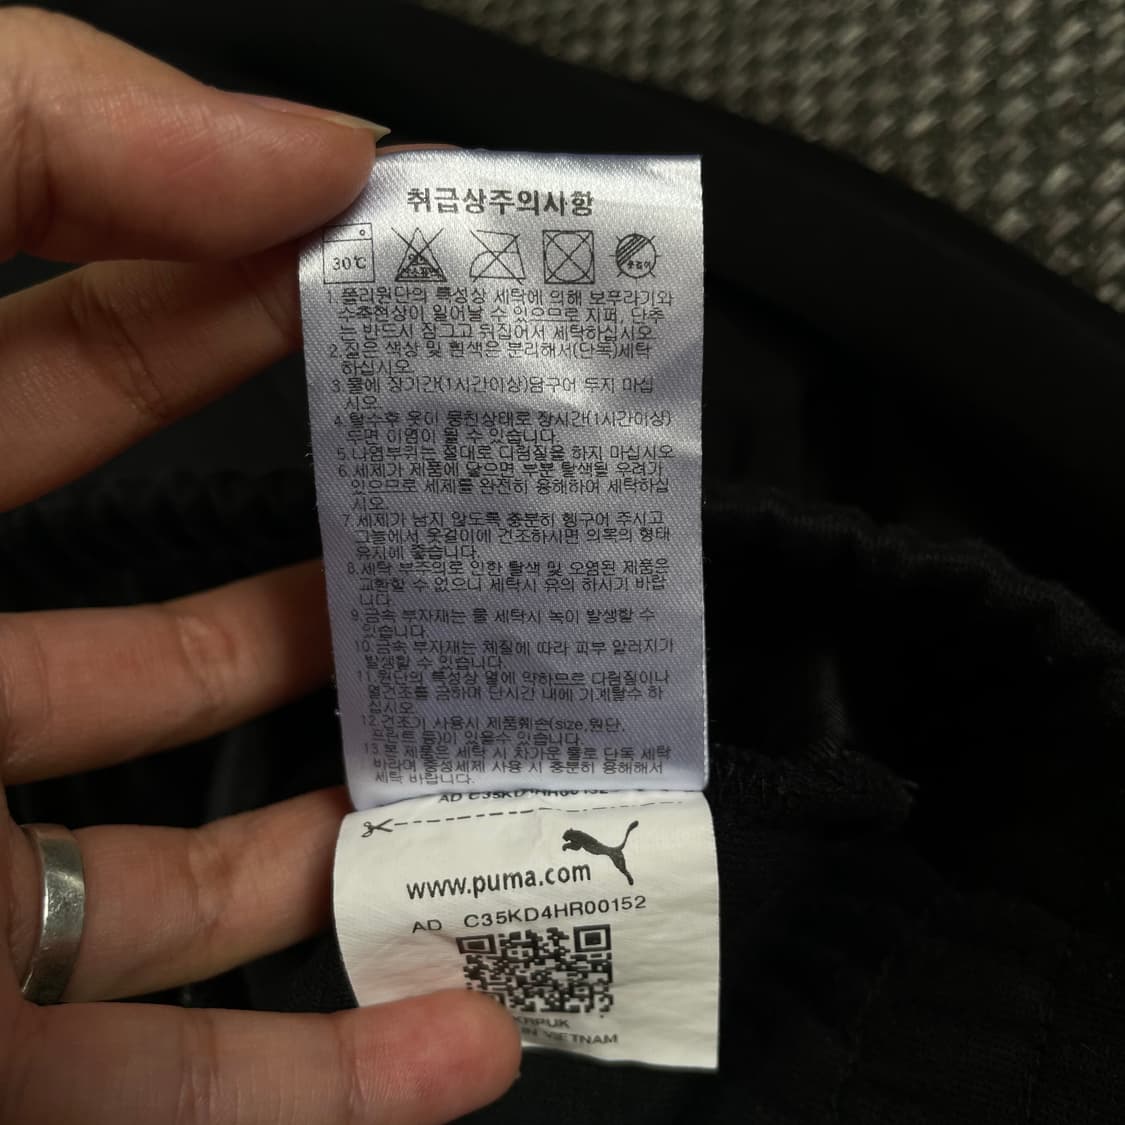 취급상주의사항
30℃
1.폴리원단의 특성상 세탁에 의해 보푸라기와
수축현상이 일어날 수 있으므로 지퍼, 단추
는 반드시 잠그고 뒤집어서 세탁하십시오.
2.짙은 색상 및 흰색은 분리해서(단독)세탁
하십시오.
3.물에 장기간(1시간이상)담구어 두지 마십
시오.
4.탈수후 옷이 뭉친상태로 장시간(1시간이상)
두면 이염이 될 수 있습니다.
5.나염부위는 절대로 다림질을 하지 마십시오
6.세제가 제품에 닿으면 부분 탈색될 우려가
있으므로 세제를 완전히 용해하여 세탁하십
시오.
7.세제가 남지 않도록 충분히 헹구어 주시고
그늘에서 옷걸이에 건조하시면 의복의 형태
유지에 좋습니다.
8.세탁 부주의로 인한 탈색 및 오염된 제품은
교환할 수 없으니 세탁시 유의 하시기 바랍
니다.
9.금속 부자재는 물 세탁시 녹이 발생할 수
있습니다.
10.금속 부자재는 체질에 따라 피부 알러지가
발생할 수 있습니다.
11.원단의 특성상 열에 약하므로 다림질이나
열건조를 금하며 단시간 내에 기계탈수 하
십시오.
12.건조기 사용시 제품훼손(size,원단,
프린트 등)이 있을수 있습니다.
13.본 제품은 세탁 시 차가운 물로 단독 세탁
바라며 중성세제 사용 시 충분히 용해해서
세탁 바랍니다.
AD C35KD4HR00152
www.puma.com
AD C35KD4HR00152
IN VIETNAM